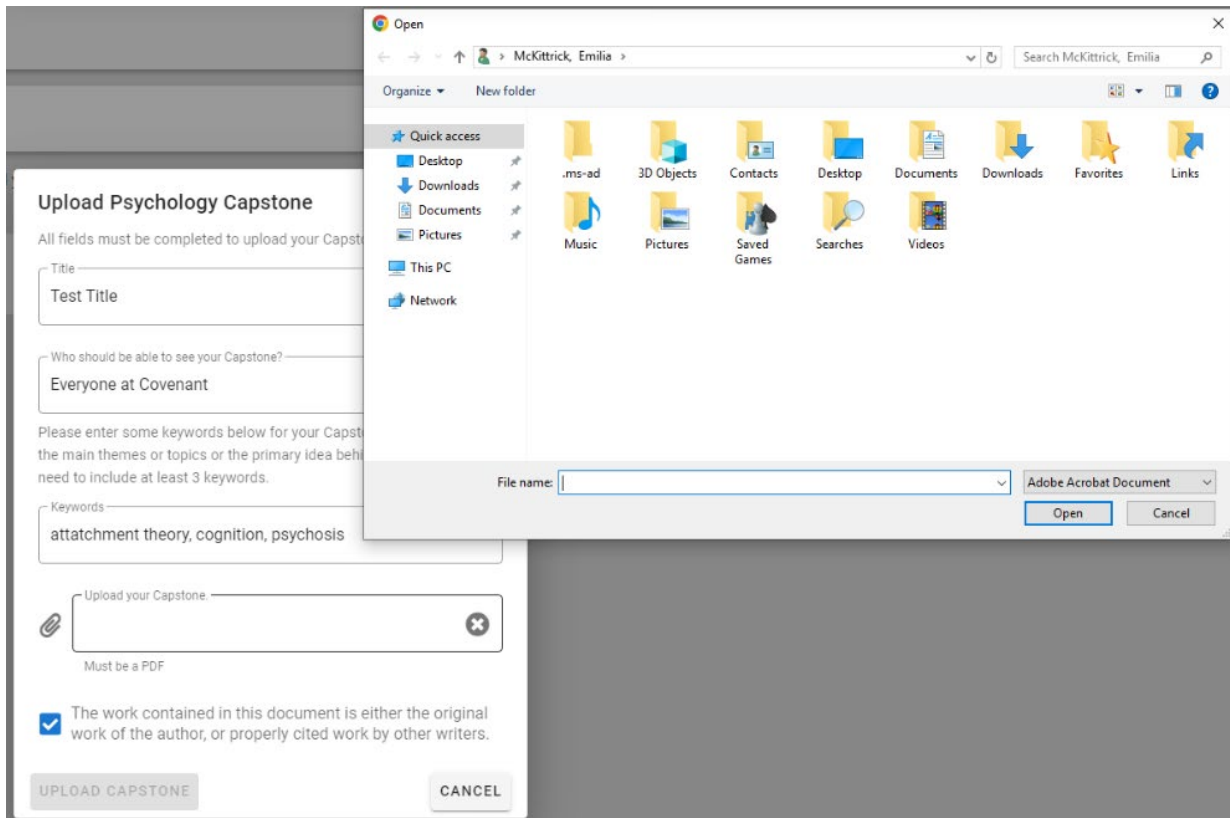 Open
McKittrick, Emilia
Search McKittrick, Emilia
Organize
New folder
Quick access
Desktop
Downloads
Documents
Pictures
This PC
Network
.ms-ad
3D Objects
Contacts
Desktop
Documents
Downloads
Favorites
Links
Music
Pictures
Saved
Games
Searches
Videos
File name:
Adobe Acrobat Document
Open
Cancel
Upload Psychology Capstone
All fields must be completed to upload your Capst
Title
Test Title
Who should be able to see your Capstone?
Everyone at Covenant
Please enter some keywords below for your Capst
the main themes or topics or the primary idea behi
need to include at least 3 keywords.
Keywords
attatchment theory, cognition, psychosis
Upload your Capstone.
Must be a PDF
The work contained in this document is either the original
work of the author, or properly cited work by other writers.
UPLOAD CAPSTONE
CANCEL